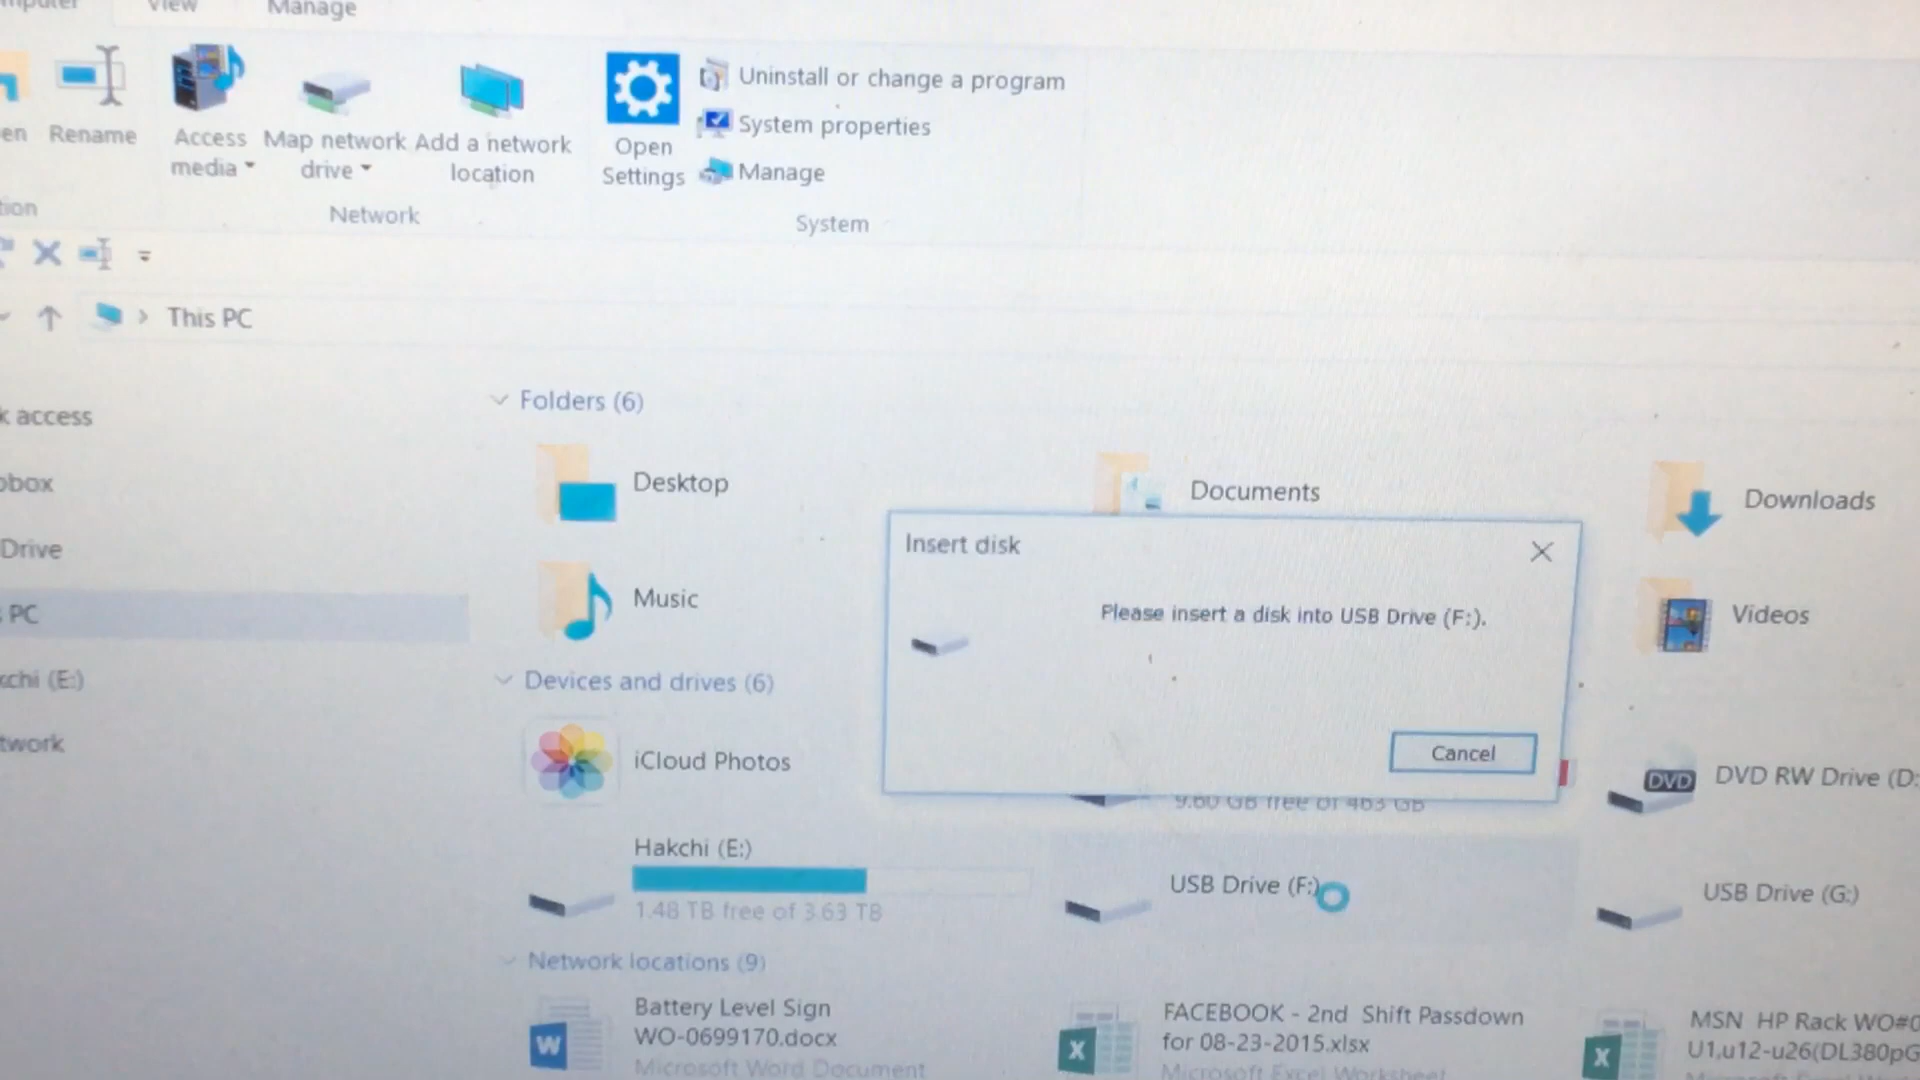 View
Manage
Rename
Access
media
Map network
drive
Add a network
location
Open
Settings
Uninstall or change a program
System properties
Manage
Network
System
This PC
access
Drive
PC
(E:)
Folders (6)
Desktop
Documents
Downloads
Music
Videos
Insert disk
Please insert a disk into USB Drive (F:).
Cancel
Devices and drives (6)
iCloud Photos
9.60 GB free of 463 GB
DVD
DVD RW Drive (D:
Hakchi (E:)
1.48 TB free of 3.63 TB
USB Drive (F:)
USB Drive (G:)
Network locations (9)
Battery Level Sign
WO-0699170.docx
Microsoft Word Document
FACEBOOK - 2nd Shift Passdown
for 08-23-2015.xlsx
Microsoft Excel Worksheet
MSN HP Rack WO#0
U1,u12-u26(DL380pG